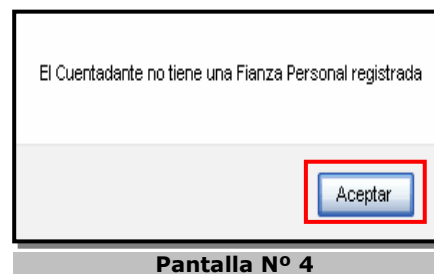 El Cuentadante no tiene una Fianza Personal registrada
Aceptar
Pantalla Nº 4